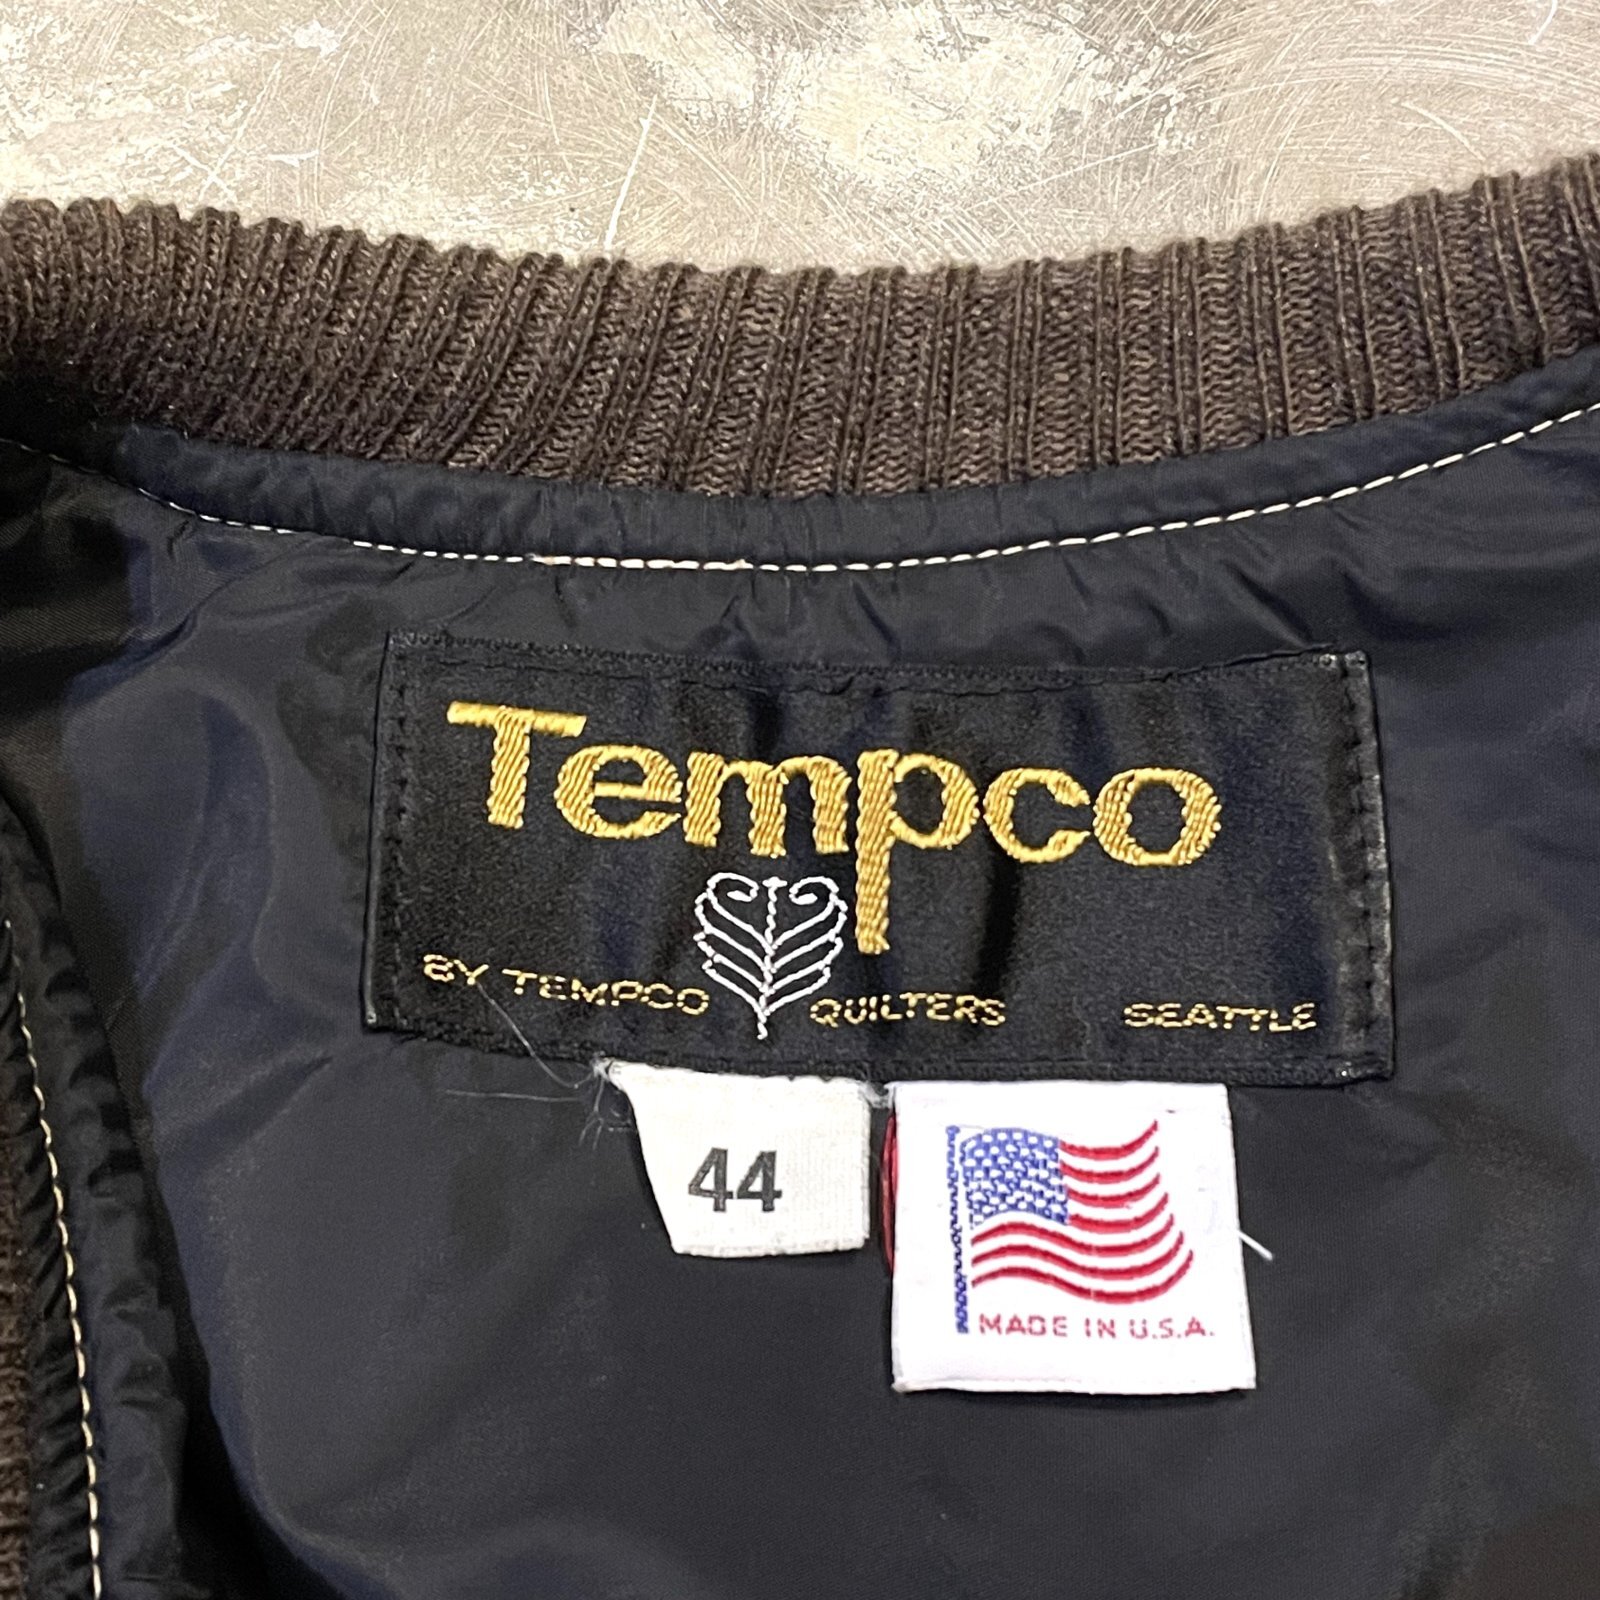 Tempco
BY TEMPCO QUILTERS SEATTLE
44
MADE IN U.S.A.